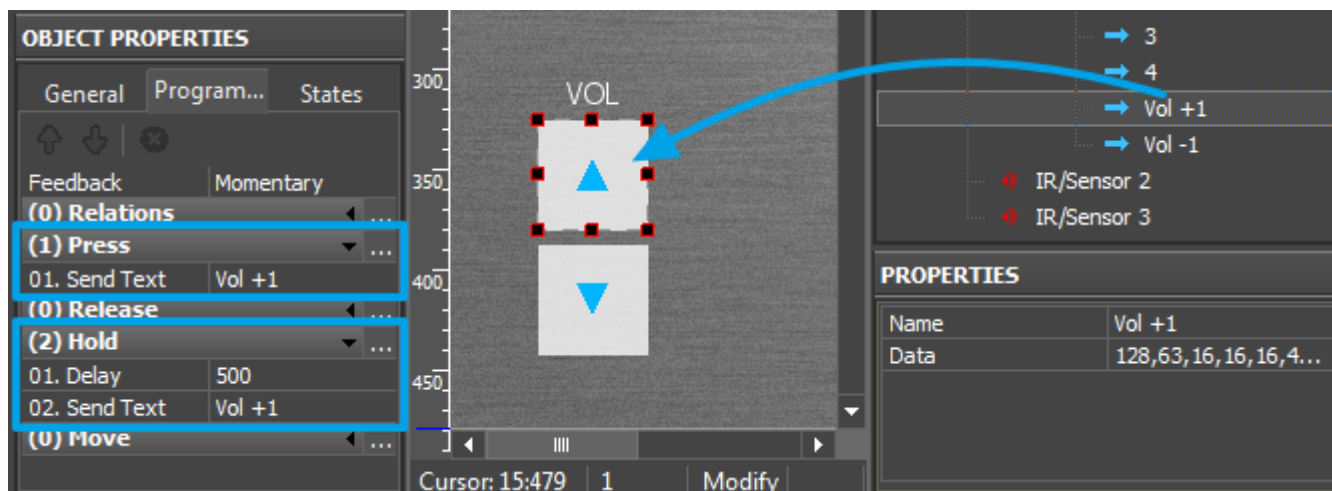 OBJECT PROPERTIES
General Program... States
Feedback Momentary
(0) Relations ...
(1) Press ...
01. Send Text Vol +1
(0) Release ...
(2) Hold ...
01. Delay 500
02. Send Text Vol +1
(0) Move ...
300
350
400
450
VOL
Cursor: 15:479 1 Modify
3
4
Vol +1
Vol -1
IR/Sensor 2
IR/Sensor 3
PROPERTIES
Name Vol +1
Data 128,63,16,16,16,4...